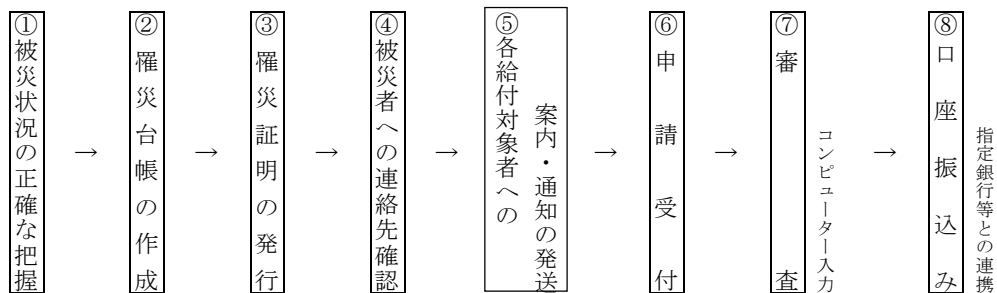 ①被災状況の正確な把握
→
②罹災台帳の作成
→
③罹災証明の発行
→
④被災者への連絡先確認
→
⑤各給付対象者への
案内・通知の発送
→
⑥申請受付
→
⑦審査
コンピューター入力
→
⑧口座振込み
指定銀行等との連携